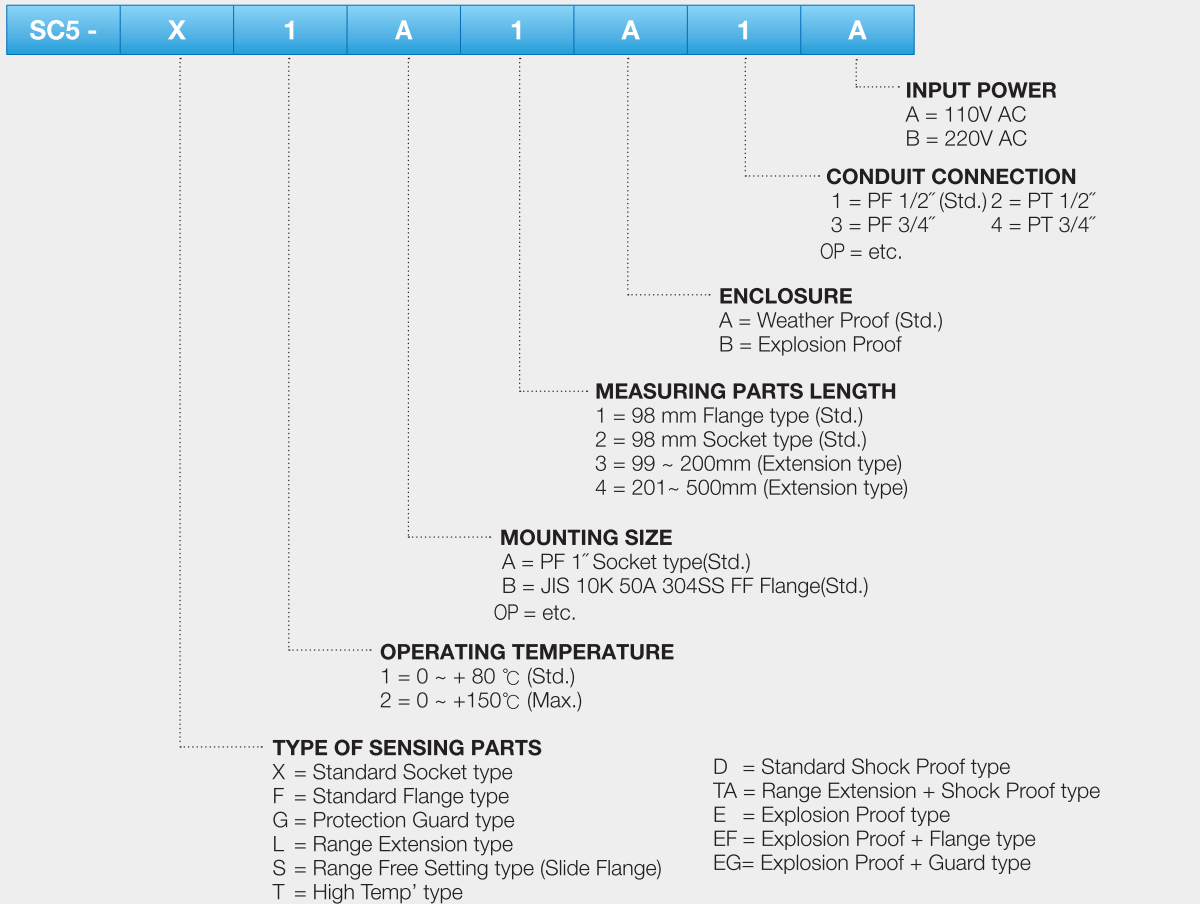 SC5 - X 1 A 1 A 1 A
INPUT POWER
A = 110V AC
B = 220V AC
CONDUIT CONNECTION
1 = PF 1/2˝ (Std.) 2 = PT 1/2˝
3 = PF 3/4˝ 4 = PT 3/4˝
OP = etc.
ENCLOSURE
A = Weather Proof (Std.)
B = Explosion Proof
MEASURING PARTS LENGTH
1 = 98 mm Flange type (Std.)
2 = 98 mm Socket type (Std.)
3 = 99 ~ 200mm (Extension type)
4 = 201~ 500mm (Extension type)
MOUNTING SIZE
A = PF 1˝ Socket type(Std.)
B = JIS 10K 50A 304SS FF Flange(Std.)
OP = etc.
OPERATING TEMPERATURE
1 = 0 ~ + 80 ℃ (Std.)
2 = 0 ~ +150℃ (Max.)
TYPE OF SENSING PARTS
X = Standard Socket type
F = Standard Flange type
G = Protection Guard type
L = Range Extension type
S = Range Free Setting type (Slide Flange)
T = High Temp’ type
D = Standard Shock Proof type
TA = Range Extension + Shock Proof type
E = Explosion Proof type
EF = Explosion Proof + Flange type
EG= Explosion Proof + Guard type